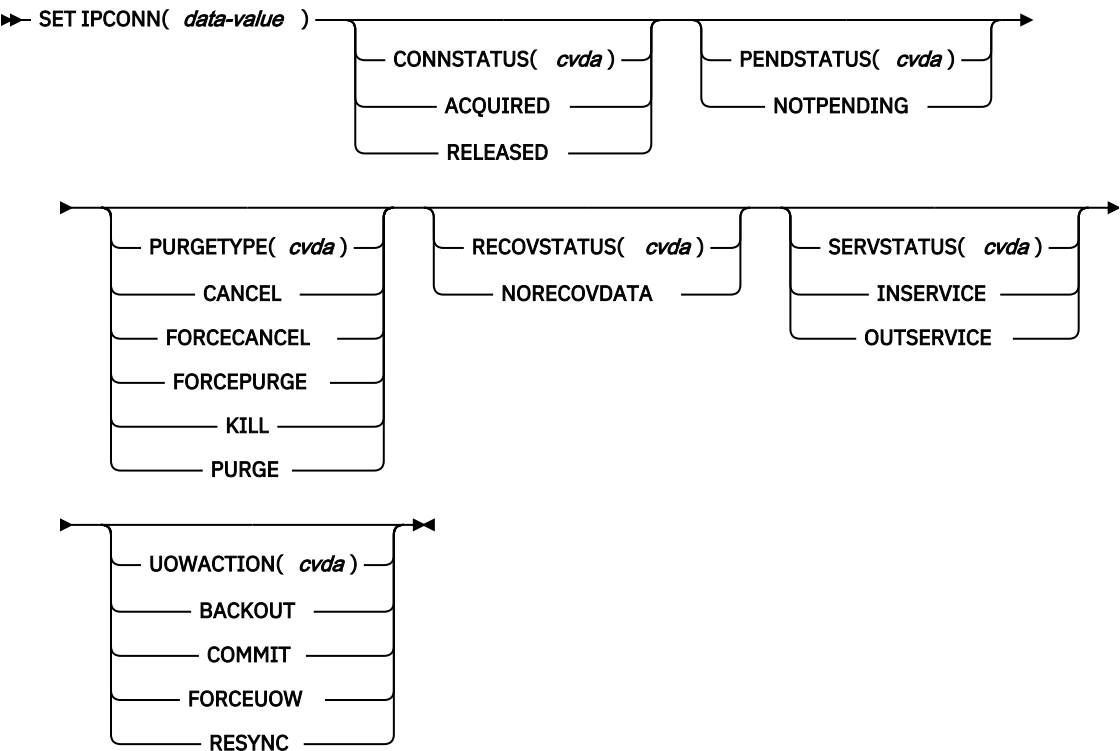 SET IPCONN( data-value )
CONNSTATUS( cvda )
ACQUIRED
RELEASED
PENDSTATUS( cvda )
NOTPENDING
PURGETYPE( cvda )
CANCEL
FORCECANCEL
FORCEPURGE
KILL
PURGE
RECOVSTATUS( cvda )
NORECOVDATA
SERVSTATUS( cvda )
INSERVICE
OUTSERVICE
UOWACTION( cvda )
BACKOUT
COMMIT
FORCEUOW
RESYNC